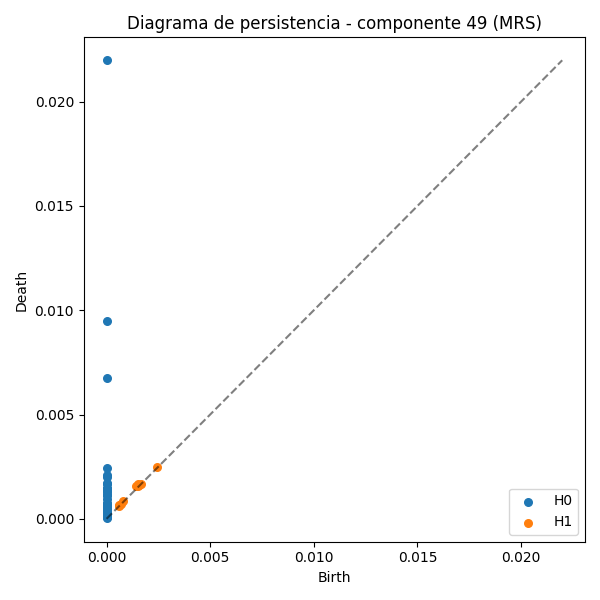 Diagrama de persistencia - componente 49 (MRS)
Death
0.020
0.015
0.010
0.005
0.000
0.000 0.005 0.010 0.015 0.020
Birth
H0
H1